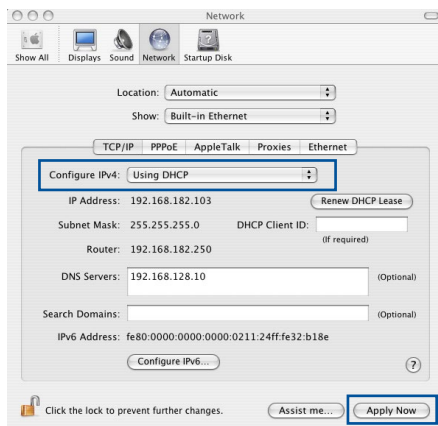 Network
Show All Displays Sound Network Startup Disk
Location: Automatic
Show: Built-in Ethernet
TCP/IP PPPoE AppleTalk Proxies Ethernet
Configure IPv4: Using DHCP
IP Address: 192.168.182.103 Renew DHCP Lease
Subnet Mask: 255.255.255.0 DHCP Client ID:
(If required)
Router: 192.168.182.250
DNS Servers: 192.168.128.10 (Optional)
Search Domains: (Optional)
IPv6 Address: fe80:0000:0000:0000:0211:24ff:fe32:b18e
Configure IPv6... ?
Click the lock to prevent further changes. Assist me... Apply Now